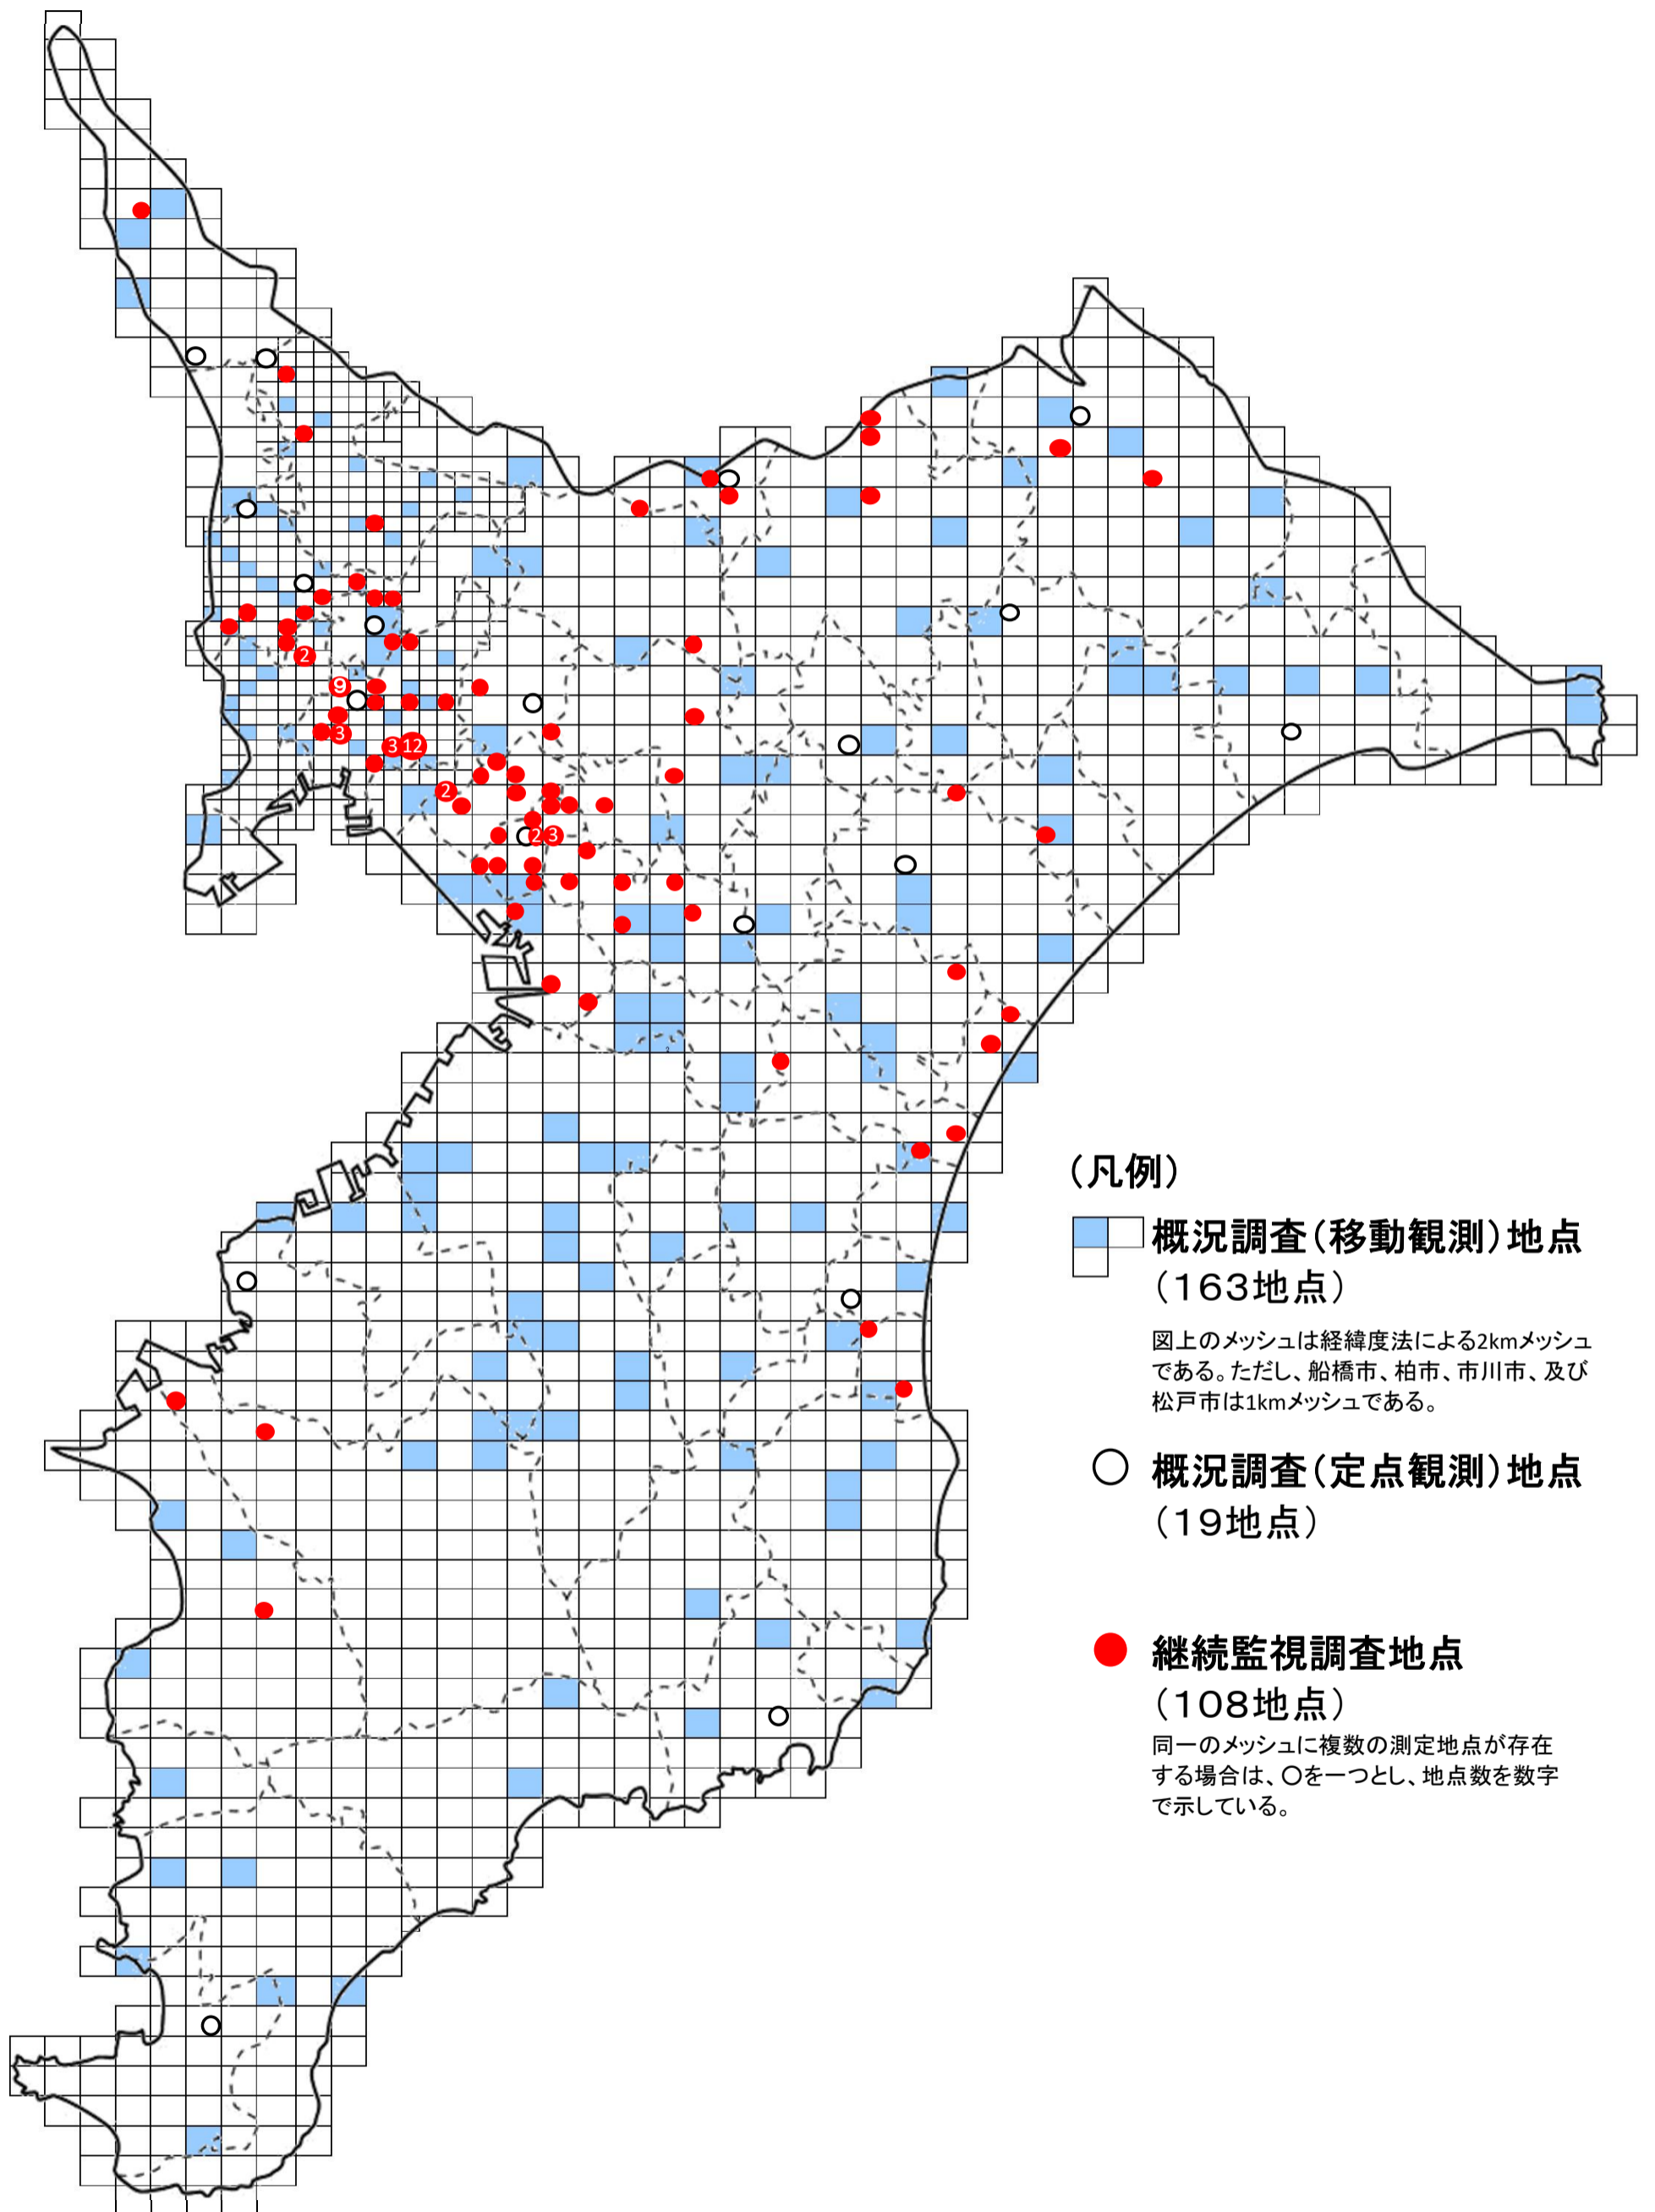 2
9
3
3 12
2
2 3
2
（凡例）
概況調査（移動観測）地点
（163地点）
図上のメッシュは経緯度法による2kmメッシュ
である。ただし、船橋市、柏市、市川市、及び
松戸市は1kmメッシュである。
概況調査（定点観測）地点
（19地点）
継続監視調査地点
（108地点）
同一のメッシュに複数の測定地点が存在
する場合は、○を一つとし、地点数を数字
で示している。